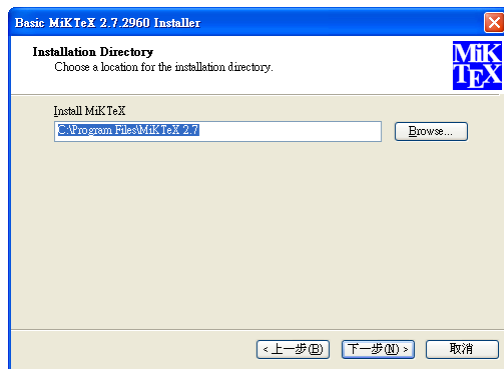 Basic MiKTeX 2.7.2960 Installer
Installation Directory
Choose a location for the installation directory.
MiK
TEX
Install MiKTeX
C:\Program Files\MiKTeX 2.7
Browse...
<上一步(B)
下一步(N) >
取消